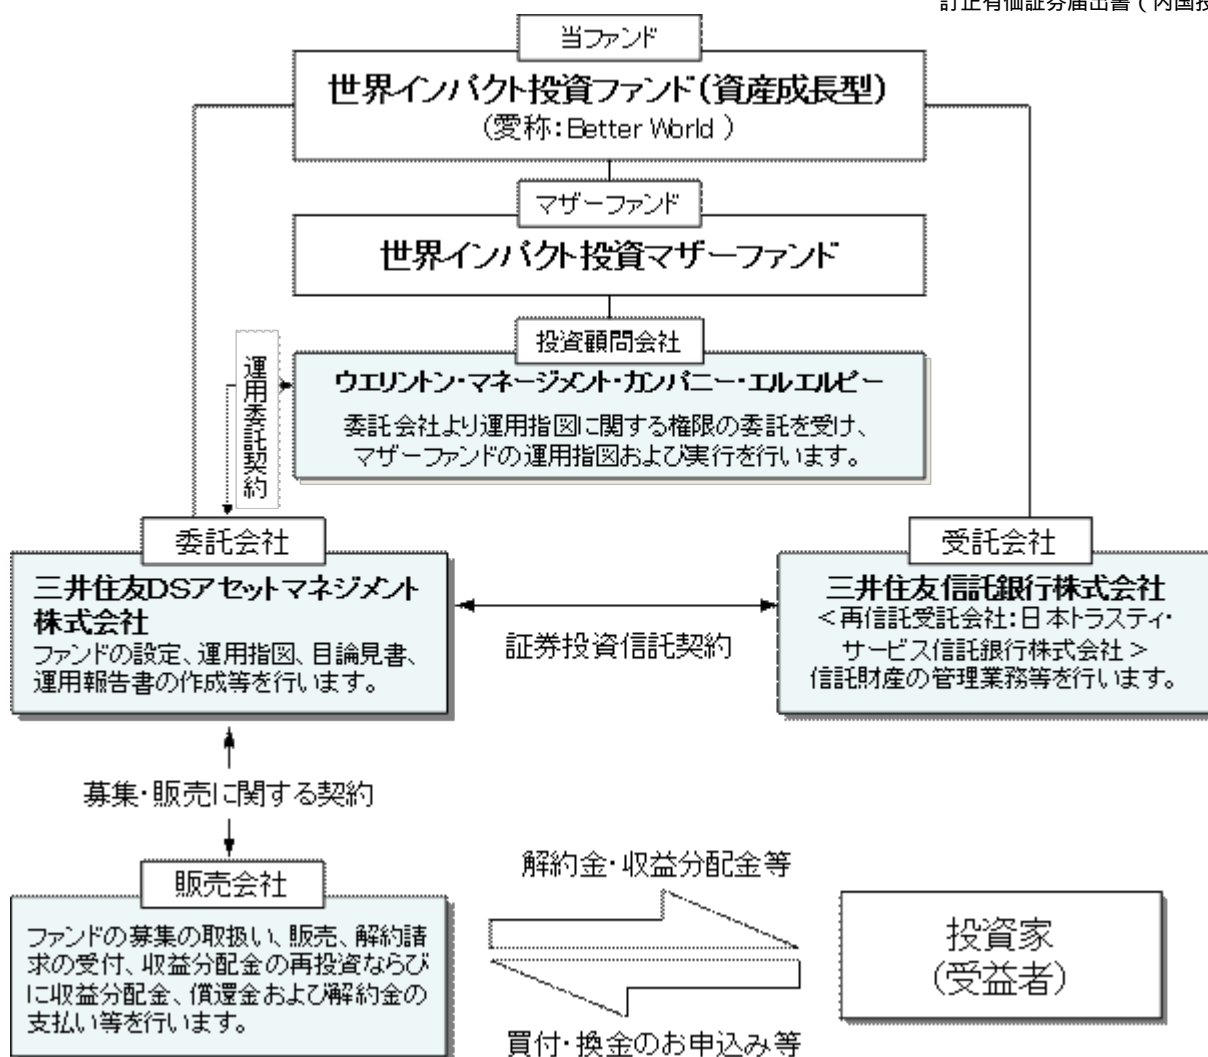 訂正有価証券届出書(内国投
当ファンド
世界インパクト投資ファンド(資産成長型)
(愛称:Better World )
マザーファンド
世界インパクト投資マザーファンド
投資顧問会社
ウエリントン・マネージメント・カンパニー・エルエルピー
委託会社より運用指図に関する権限の委託を受け、
マザーファンドの運用指図および実行を行います。
運用委託契約
委託会社
三井住友DSアセットマネジメント
株式会社
ファンドの設定、運用指図、目論見書、
運用報告書の作成等を行います。
証券投資信託契約
受託会社
三井住友信託銀行株式会社
<再信託受託会社:日本トラスティ・
サービス信託銀行株式会社>
信託財産の管理業務等を行います。
募集・販売に関する契約
販売会社
ファンドの募集の取扱い、販売、解約請
求の受付、収益分配金の再投資ならび
に収益分配金、償還金および解約金の
支払い等を行います。
解約金・収益分配金等
買付・換金のお申込み等
投資家
(受益者)